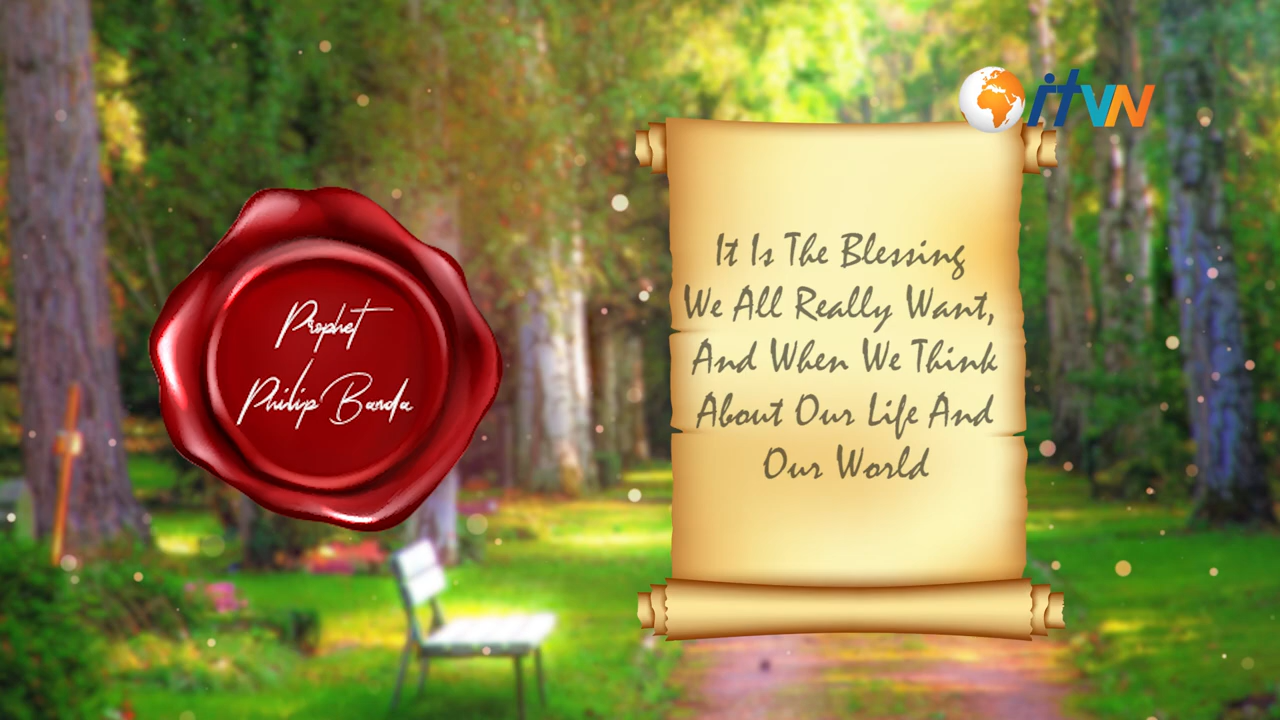 Prophet
Philip Banda
itvn
It Is The Blessing
We All Really Want,
And When We Think
About Our Life And
Our World